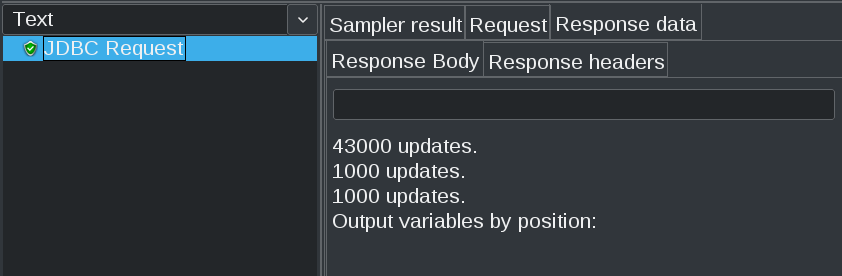 Text
JDBC Request
Sampler result Request Response data
Response Body Response headers
43000 updates.
1000 updates.
1000 updates.
Output variables by position: